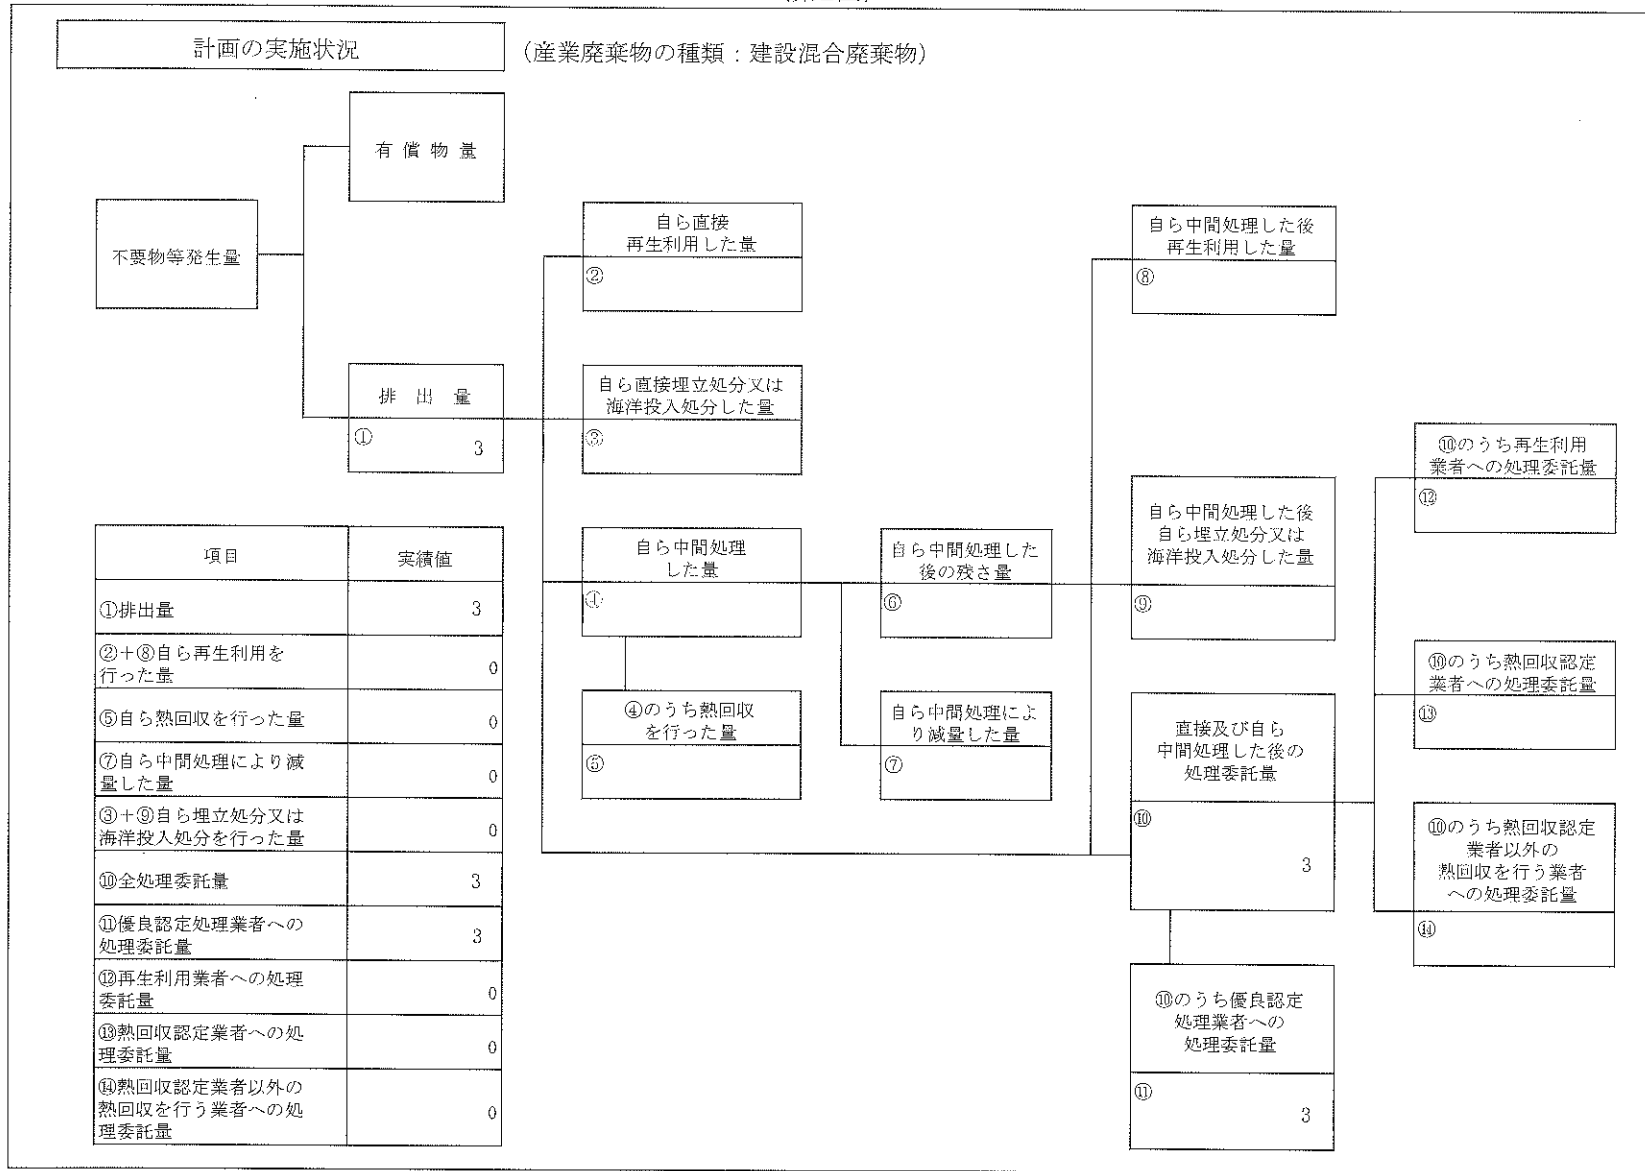 計画の実施状況
(産業廃棄物の種類：建設混合廃棄物)
有償物量
不要物等発生量
排出量
①
3
自ら直接
再生利用した量
②
自ら直接埋立処分又は
海洋投入処分した量
③
自ら中間処理
した量
④
④のうち熱回収
を行った量
⑤
自ら中間処理した
後の残さ量
⑥
自ら中間処理によ
り減量した量
⑦
自ら中間処理した後
再生利用した量
⑧
自ら中間処理した後
自ら埋立処分又は
海洋投入処分した量
⑨
直接及び自ら
中間処理した後の
処理委託量
⑩
3
⑩のうち優良認定
処理業者への
処理委託量
⑪
3
⑩のうち再生利用
業者への処理委託量
⑫
⑩のうち熱回収認定
業者への処理委託量
⑬
⑩のうち熱回収認定
業者以外の
熱回収を行う業者
への処理委託量
⑭
項目 実績値
①排出量 3
②+⑧自ら再生利用を
行った量 0
⑤自ら熱回収を行った量 0
⑦自ら中間処理により減
量した量 0
③+⑨自ら埋立処分又は
海洋投入処分を行った量 0
⑩全処理委託量 3
⑪優良認定処理業者への
処理委託量 3
⑫再生利用業者への処理
委託量 0
⑬熱回収認定業者への処
理委託量 0
⑭熱回収認定業者以外の
熱回収を行う業者への処
理委託量 0